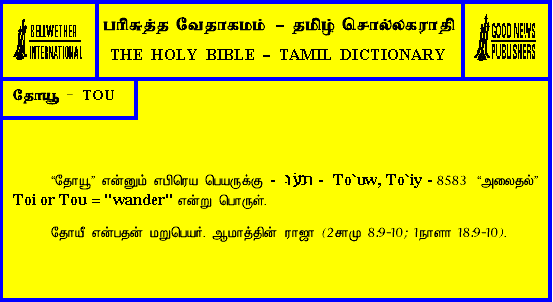 BELLWETHER
INTERNATIONAL
பரிசுத்த வேதாகமம் – தமிழ் சொல்லகராதி
THE HOLY BIBLE – TAMIL DICTIONARY
GOOD NEWS
PUBLISHERS
தோயூ – TOU
“தோயூ” என்னும் எபிரெய பெயருக்கு - תּעוּ - To`uw, To`iy - 8583 “அலைதல்”
Toi or Tou = "wander" என்று பொருள்.
தோயீ என்பதன் மறுபெயர். ஆமாத்தின் ராஜா (2சாமு 8.9-10; 1நாளா 18.9-10).